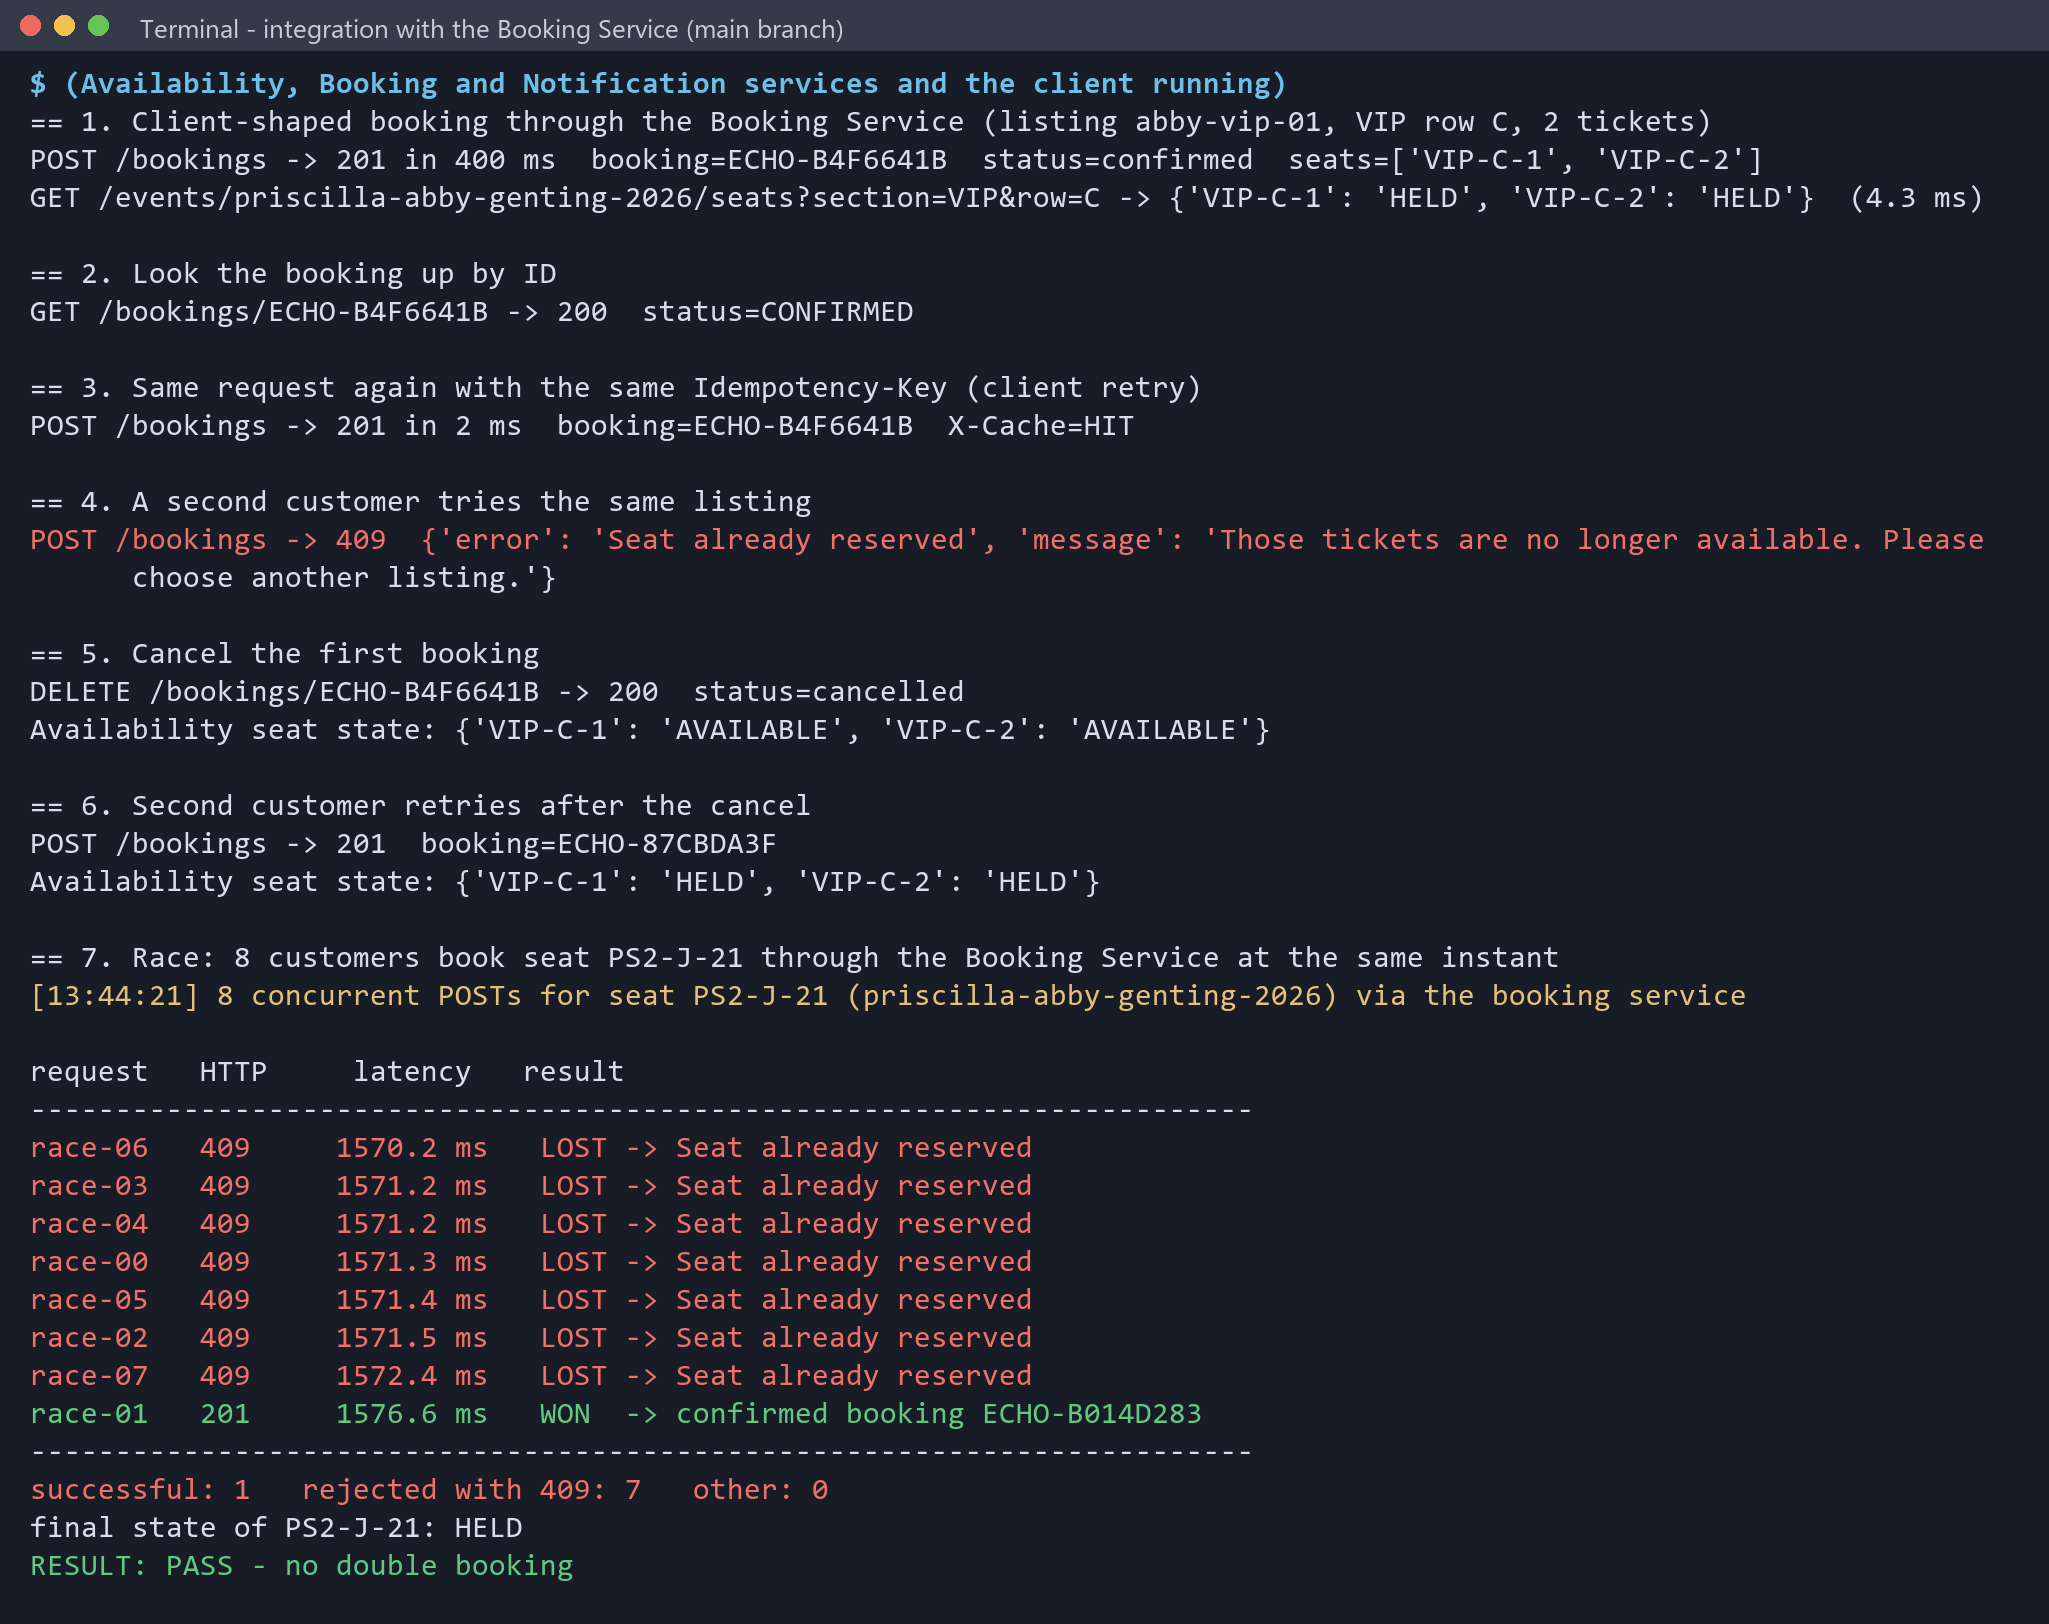 Terminal - integration with the Booking Service (main branch)
$ (Availability, Booking and Notification services and the client running)
== 1. Client-shaped booking through the Booking Service (listing abby-vip-01, VIP row C, 2 tickets)
POST /bookings -> 201 in 400 ms  booking=ECHO-B4F6641B  status=confirmed  seats=['VIP-C-1', 'VIP-C-2']
GET /events/priscilla-abby-genting-2026/seats?section=VIP&row=C -> {'VIP-C-1': 'HELD', 'VIP-C-2': 'HELD'}  (4.3 ms)
== 2. Look the booking up by ID
GET /bookings/ECHO-B4F6641B -> 200  status=CONFIRMED
== 3. Same request again with the same Idempotency-Key (client retry)
POST /bookings -> 201 in 2 ms  booking=ECHO-B4F6641B  X-Cache=HIT
== 4. A second customer tries the same listing
POST /bookings -> 409  {'error': 'Seat already reserved', 'message': 'Those tickets are no longer available. Please
choose another listing.'}
== 5. Cancel the first booking
DELETE /bookings/ECHO-B4F6641B -> 200  status=cancelled
Availability seat state: {'VIP-C-1': 'AVAILABLE', 'VIP-C-2': 'AVAILABLE'}
== 6. Second customer retries after the cancel
POST /bookings -> 201  booking=ECHO-87CBDA3F
Availability seat state: {'VIP-C-1': 'HELD', 'VIP-C-2': 'HELD'}
== 7. Race: 8 customers book seat PS2-J-21 through the Booking Service at the same instant
[13:44:21] 8 concurrent POSTs for seat PS2-J-21 (priscilla-abby-genting-2026) via the booking service
request   HTTP     latency   result
------------------------------------------------------------------------
race-06   409     1570.2 ms   LOST -> Seat already reserved
race-03   409     1571.2 ms   LOST -> Seat already reserved
race-04   409     1571.2 ms   LOST -> Seat already reserved
race-00   409     1571.3 ms   LOST -> Seat already reserved
race-05   409     1571.4 ms   LOST -> Seat already reserved
race-02   409     1571.5 ms   LOST -> Seat already reserved
race-07   409     1572.4 ms   LOST -> Seat already reserved
race-01   201     1576.6 ms   WON  -> confirmed booking ECHO-B014D283
------------------------------------------------------------------------
successful: 1   rejected with 409: 7   other: 0
final state of PS2-J-21: HELD
RESULT: PASS - no double booking